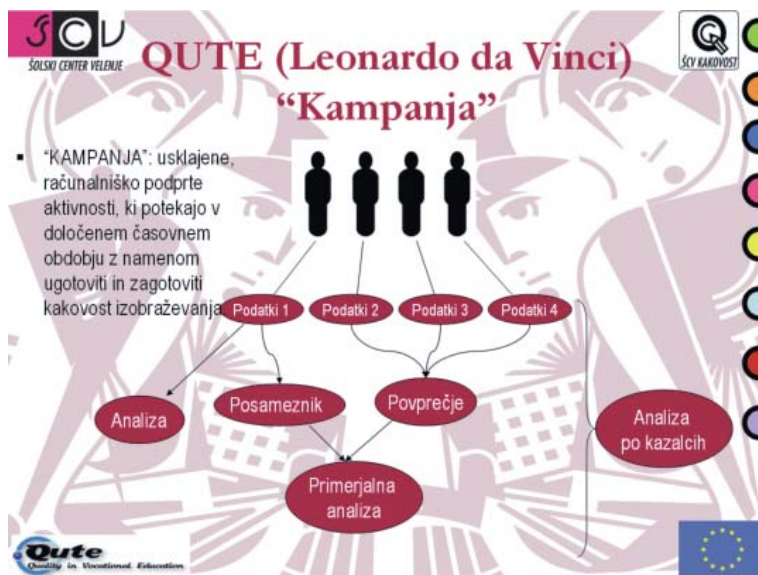 ŠCV
ŠOLSKI CENTER VELENJE
QUTE (Leonardo da Vinci)
“Kampanja”
ŠCV KAKOVOST
“KAMPANJA”: usklajene,
računalniško podprte
aktivnosti, ki potekajo v
določenem časovnem
obdobju z namenom
ugotoviti in zagotoviti
kakovost izobraževanja.
Podatki 1
Podatki 2
Podatki 3
Podatki 4
Analiza
Posameznik
Povprečje
Analiza
po kazalcih
Primerjalna
analiza
Qute
Quality in Vocational Education